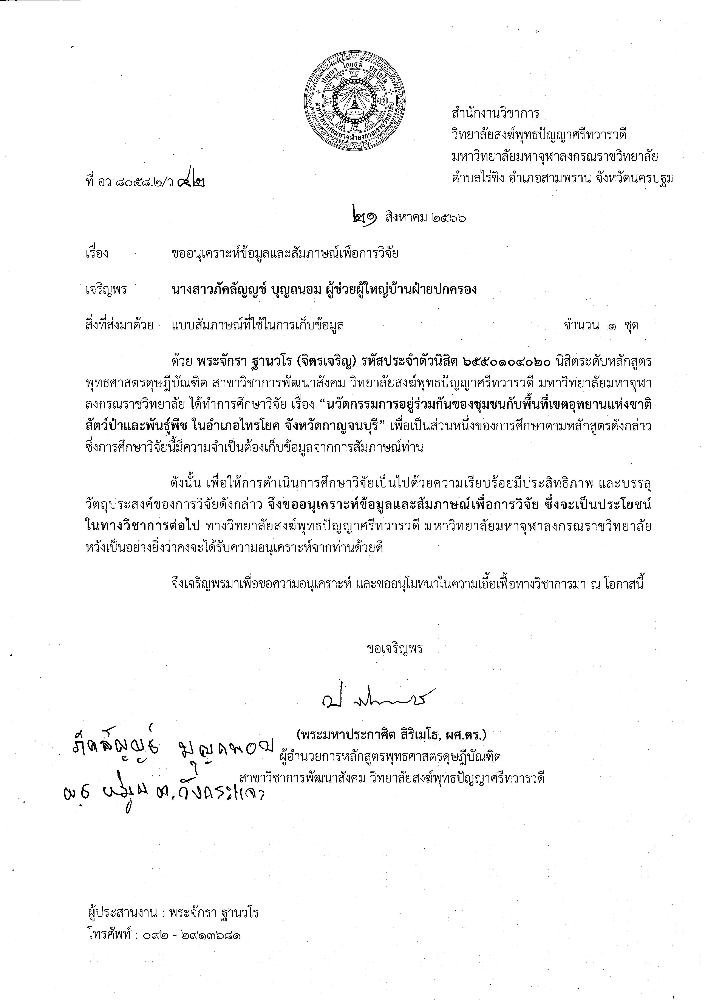 ปญฺญา โลกสฺมิ ปชฺโชโต
มหาวิทยาลัยมหาจุฬาลงกรณราชวิทยาลัย
มจร
สำนักงานวิชาการ
วิทยาลัยสงฆ์พุทธปัญญาศรีทวารวดี
มหาวิทยาลัยมหาจุฬาลงกรณราชวิทยาลัย
ที่ อว ๘๐๕๘.๒/ว ๔๒
ตำบลไร่ขิง อำเภอสามพราน จังหวัดนครปฐม
๒๑ สิงหาคม ๒๕๖๖
เรื่อง ขออนุเคราะห์ข้อมูลและสัมภาษณ์เพื่อการวิจัย
เจริญพร นางสาวภัคลัญญช์ บุญถนอม ผู้ช่วยผู้ใหญ่บ้านฝ่ายปกครอง
สิ่งที่ส่งมาด้วย แบบสัมภาษณ์ที่ใช้ในการเก็บข้อมูล จำนวน ๑ ชุด
ด้วย พระจักรา ฐานวโร (จิตรเจริญ) รหัสประจำตัวนิสิต ๖๕๕๐๑๐๔๐๒๐ นิสิตระดับหลักสูตร
พุทธศาสตรดุษฎีบัณฑิต สาขาวิชาการพัฒนาสังคม วิทยาลัยสงฆ์พุทธปัญญาศรีทวารวดี มหาวิทยาลัยมหาจุฬา
ลงกรณราชวิทยาลัย ได้ทำการศึกษาวิจัย เรื่อง “นวัตกรรมการอยู่ร่วมกันของชุมชนกับพื้นที่เขตอุทยานแห่งชาติ
สัตว์ป่าและพันธุ์พืช ในอำเภอไทรโยค จังหวัดกาญจนบุรี” เพื่อเป็นส่วนหนึ่งของการศึกษาตามหลักสูตรดังกล่าว
ซึ่งการศึกษาวิจัยนี้มีความจำเป็นต้องเก็บข้อมูลจากการสัมภาษณ์ท่าน
ดังนั้น เพื่อให้การดำเนินการศึกษาวิจัยเป็นไปด้วยความเรียบร้อยมีประสิทธิภาพ และบรรลุ
วัตถุประสงค์ของการวิจัยดังกล่าว จึงขออนุเคราะห์ข้อมูลและสัมภาษณ์เพื่อการวิจัย ซึ่งจะเป็นประโยชน์
ในทางวิชาการต่อไป ทางวิทยาลัยสงฆ์พุทธปัญญาศรีทวารวดี มหาวิทยาลัยมหาจุฬาลงกรณราชวิทยาลัย
หวังเป็นอย่างยิ่งว่าคงจะได้รับความอนุเคราะห์จากท่านด้วยดี
จึงเจริญพรมาเพื่อขอความอนุเคราะห์ และขออนุโมทนาในความเอื้อเฟื้อทางวิชาการมา ณ โอกาสนี้
ขอเจริญพร
(พระมหาประกาศิต สิริเมโธ, ผศ.ดร.)
ภัคลัญญช์ บุญถนอม
ผู้อำนวยการหลักสูตรพุทธศาสตรดุษฎีบัณฑิต
สาขาวิชาการพัฒนาสังคม วิทยาลัยสงฆ์พุทธปัญญาศรีทวารวดี
ต.วังกระแจะ
ผู้ประสานงาน : พระจักรา ฐานวโร
โทรศัพท์ : ๐๙๒ - ๒๙๑๓๖๘๑